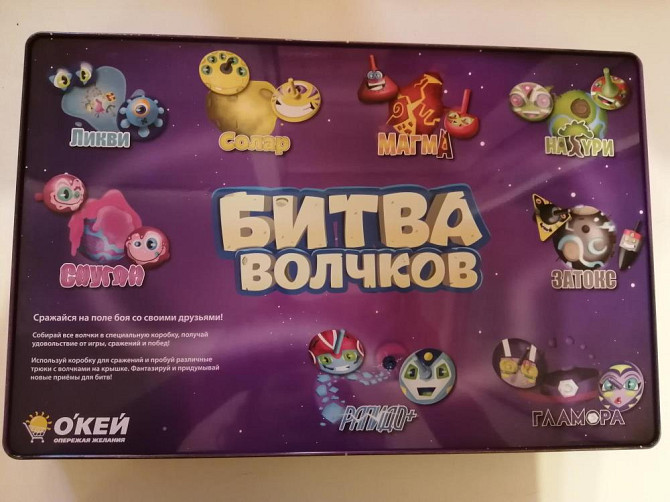 Ликви
Солар
МАГМА
НАТУРИ
БИТВА
ВОЛЧКОВ
ЗАТОКС
Сражайся на поле боя со своими друзьями!
Собирай все волчки в специальную коробку, получай
удовольствие от игры, сражений и побед!
Используй коробку для сражений и пробуй различные
трюки с волчками на крышке. Фантазируй и придумывай
новые приёмы для битв!
О'КЕЙ
ОПЕРЕЖАЯ ЖЕЛАНИЯ
РАПИДО+
ГЛАМОРА